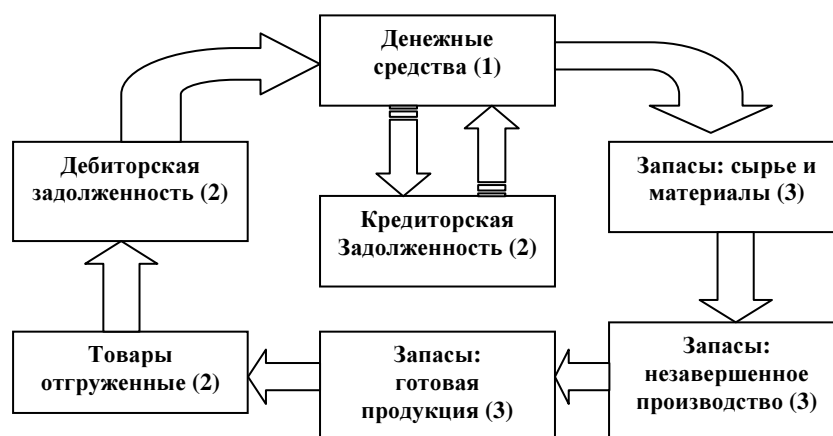 Денежные
средства (1)
Дебиторская
задолженность (2)
Запасы: сырье и
материалы (3)
Кредиторская
Задолженность (2)
Товары
отгруженные (2)
Запасы:
готовая
продукция (3)
Запасы:
незавершенное
производство (3)